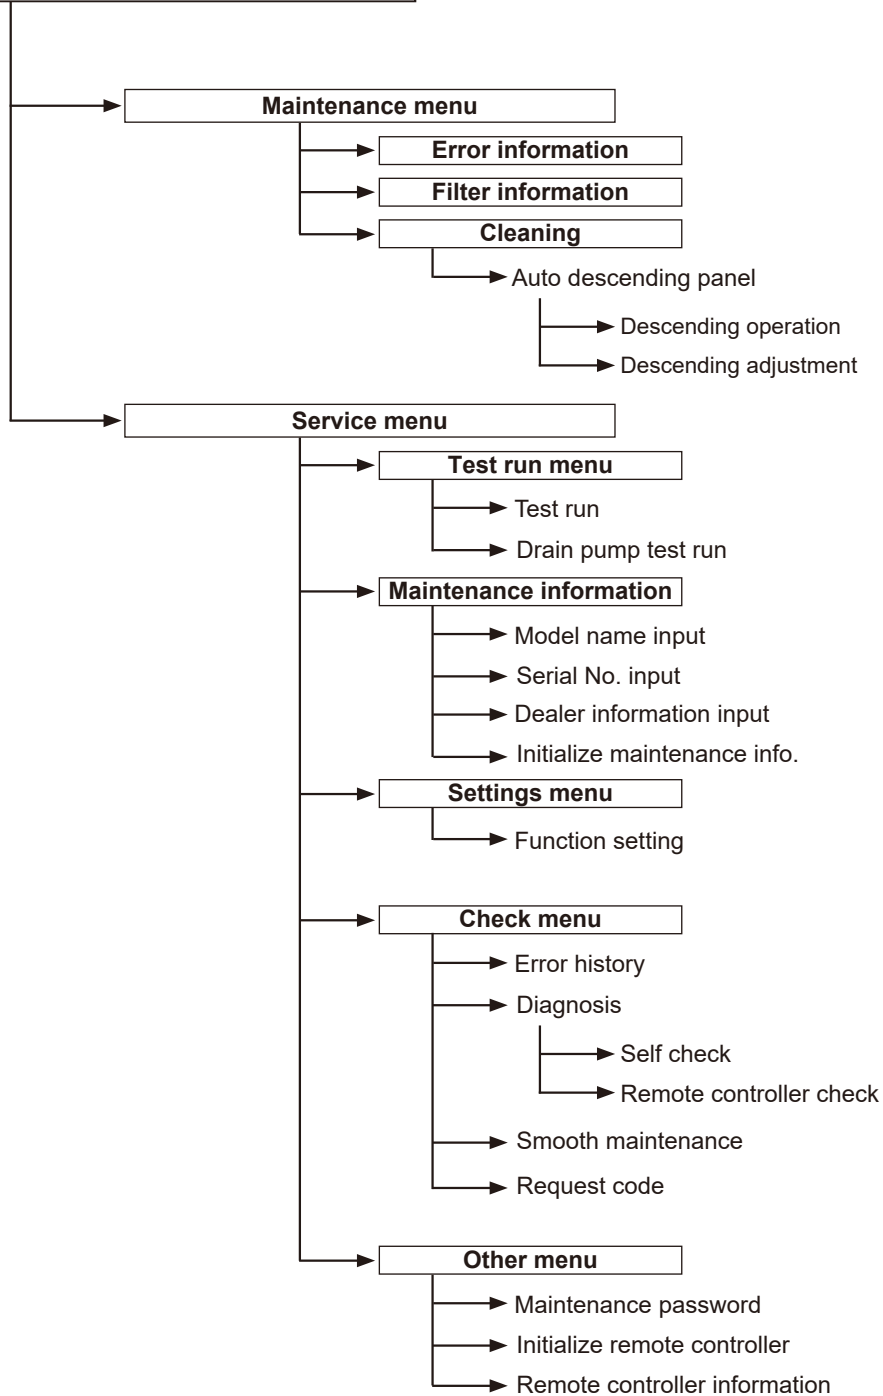 Maintenance menu
Error information
Filter information
Cleaning
Auto descending panel
Descending operation
Descending adjustment
Service menu
Test run menu
Test run
Drain pump test run
Maintenance information
Model name input
Serial No. input
Dealer information input
Initialize maintenance info.
Settings menu
Function setting
Check menu
Error history
Diagnosis
Self check
Remote controller check
Smooth maintenance
Request code
Other menu
Maintenance password
Initialize remote controller
Remote controller information